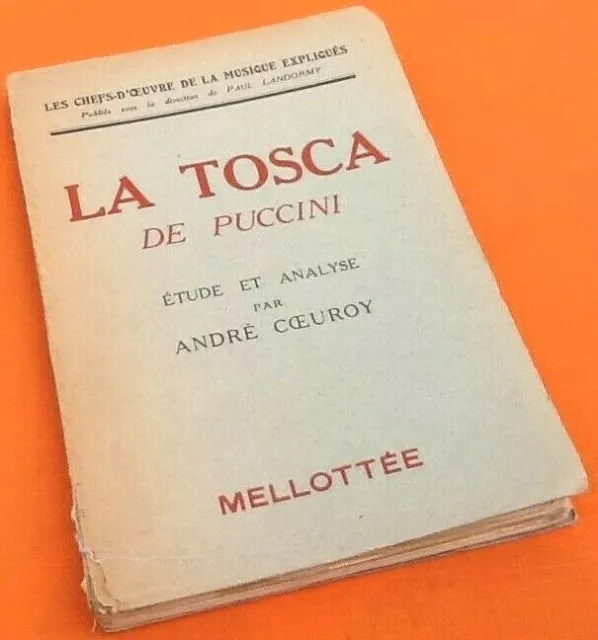 LES CHEFS-D'ŒUVRE DE LA MUSIQUE EXPLIQUÉS
Publiés sous la direction de PAUL LANDORMY
LA TOSCA
DE PUCCINI
ÉTUDE ET ANALYSE
PAR
ANDRÈ CŒUROY
MELLOTTÉE